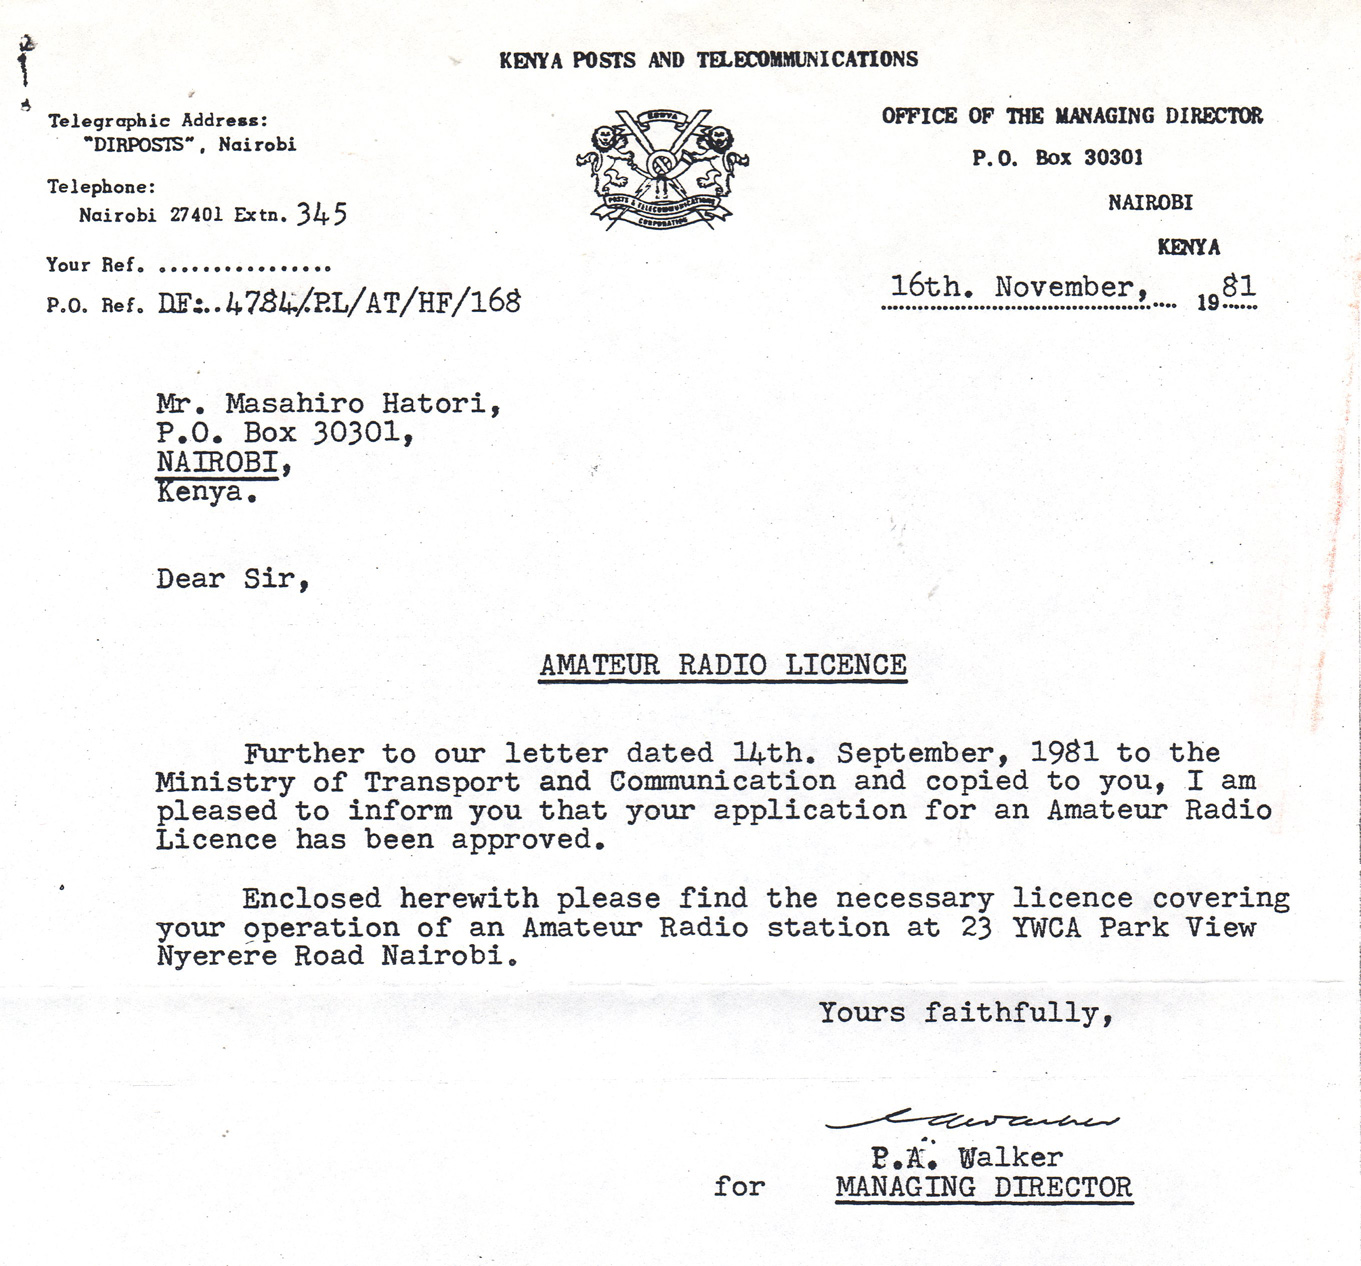 KENYA POSTS AND TELECOMMUNICATIONS
Telegraphic Address:
"DIRPOSTS", Nairobi
Telephone:
Nairobi 27401 Extn. 345
Your Ref. ................
P.O. Ref. DF:..4784/PL/AT/HF/168
KENYA
POSTS & TELECOMMUNICATIONS
CORPORATION
OFFICE OF THE MANAGING DIRECTOR
P.O. Box 30301
NAIROBI
KENYA
16th. November, 1981
Mr. Masahiro Hatori,
P.O. Box 30301,
NAIROBI,
Kenya.
Dear Sir,
AMATEUR RADIO LICENCE
Further to our letter dated 14th. September, 1981 to the
Ministry of Transport and Communication and copied to you, I am
pleased to inform you that your application for an Amateur Radio
Licence has been approved.
Enclosed herewith please find the necessary licence covering
your operation of an Amateur Radio station at 23 YWCA Park View
Nyerere Road Nairobi.
Yours faithfully,
P.A. Walker
for MANAGING DIRECTOR